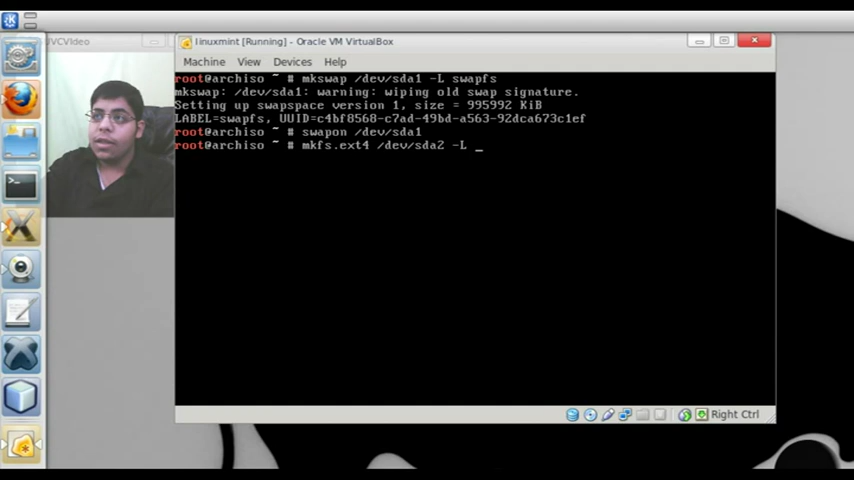 UVCVideo
linuxmint [Running] - Oracle VM VirtualBox
Machine View Devices Help
root@archiso ~ # mkswap /dev/sda1 -L swapfs
mkswap: /dev/sda1: warning: wiping old swap signature.
Setting up swapspace version 1, size = 995992 KiB
LABEL=swapfs, UUID=c4bf8568-c7ad-49bd-a563-92dca673c1ef
root@archiso ~ # swapon /dev/sda1
root@archiso ~ # mkfs.ext4 /dev/sda2 -L _
Right Ctrl